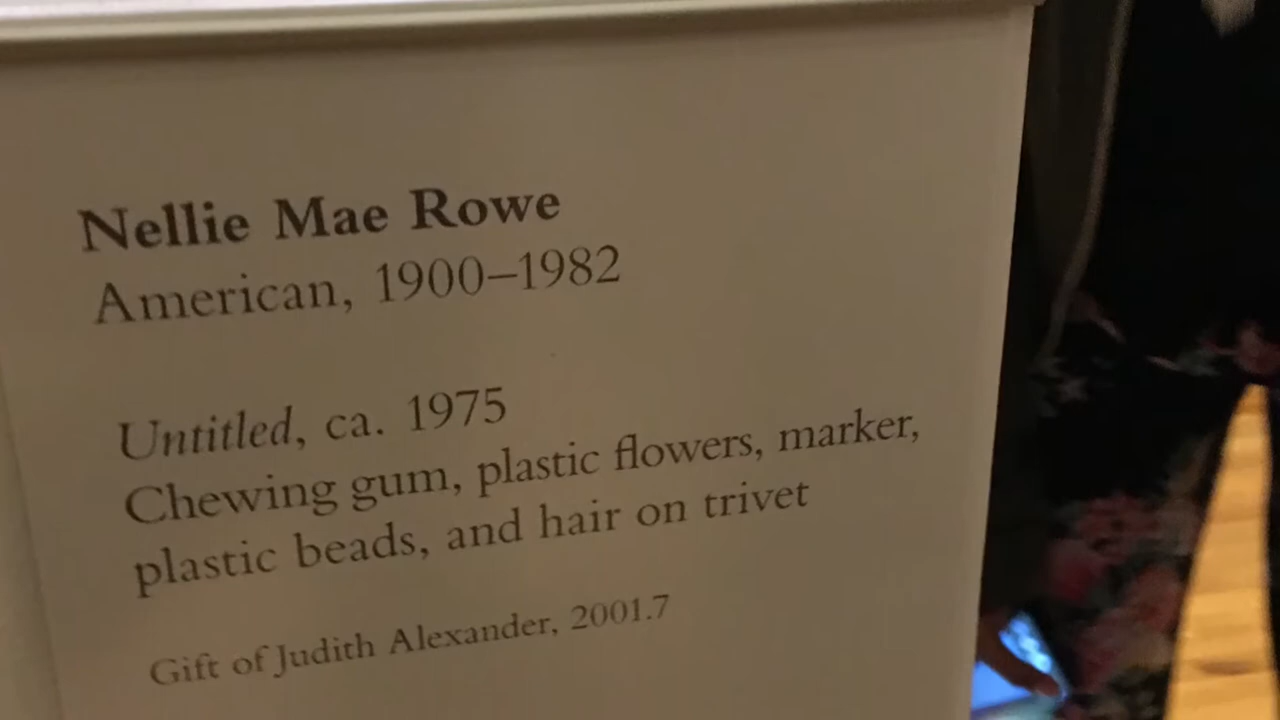 Nellie Mae Rowe
American, 1900–1982
Untitled, ca. 1975
Chewing gum, plastic flowers, marker,
plastic beads, and hair on trivet
Gift of Judith Alexander, 2001.7